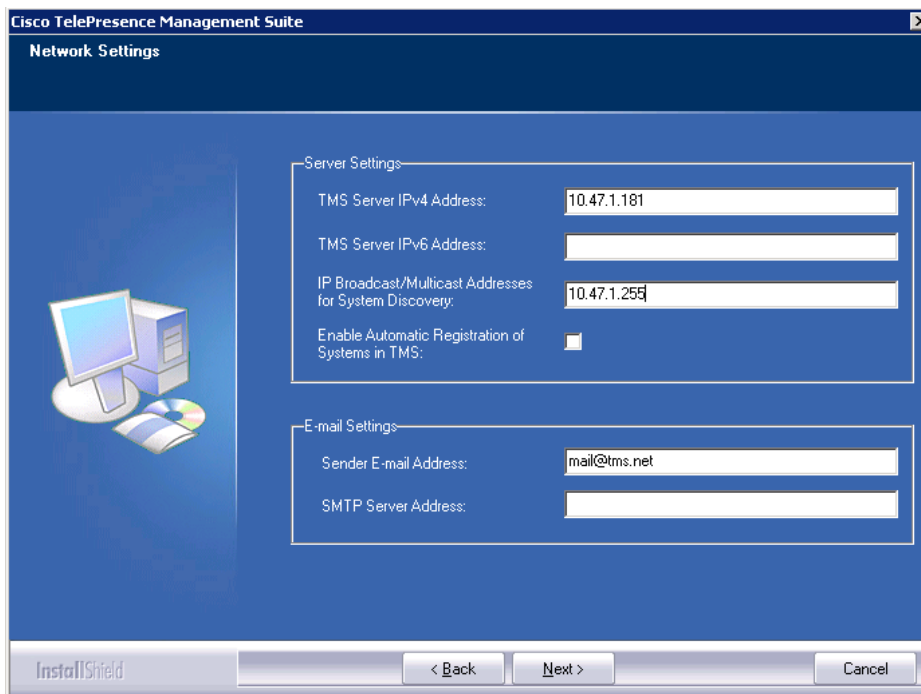 Cisco TelePresence Management Suite
Network Settings
Server Settings
TMS Server IPv4 Address:
10.47.1.181
TMS Server IPv6 Address:
IP Broadcast/Multicast Addresses
for System Discovery:
10.47.1.255
Enable Automatic Registration of
Systems in TMS:
E-mail Settings
Sender E-mail Address:
mail@tms.net
SMTP Server Address:
InstallShield
< Back
Next >
Cancel